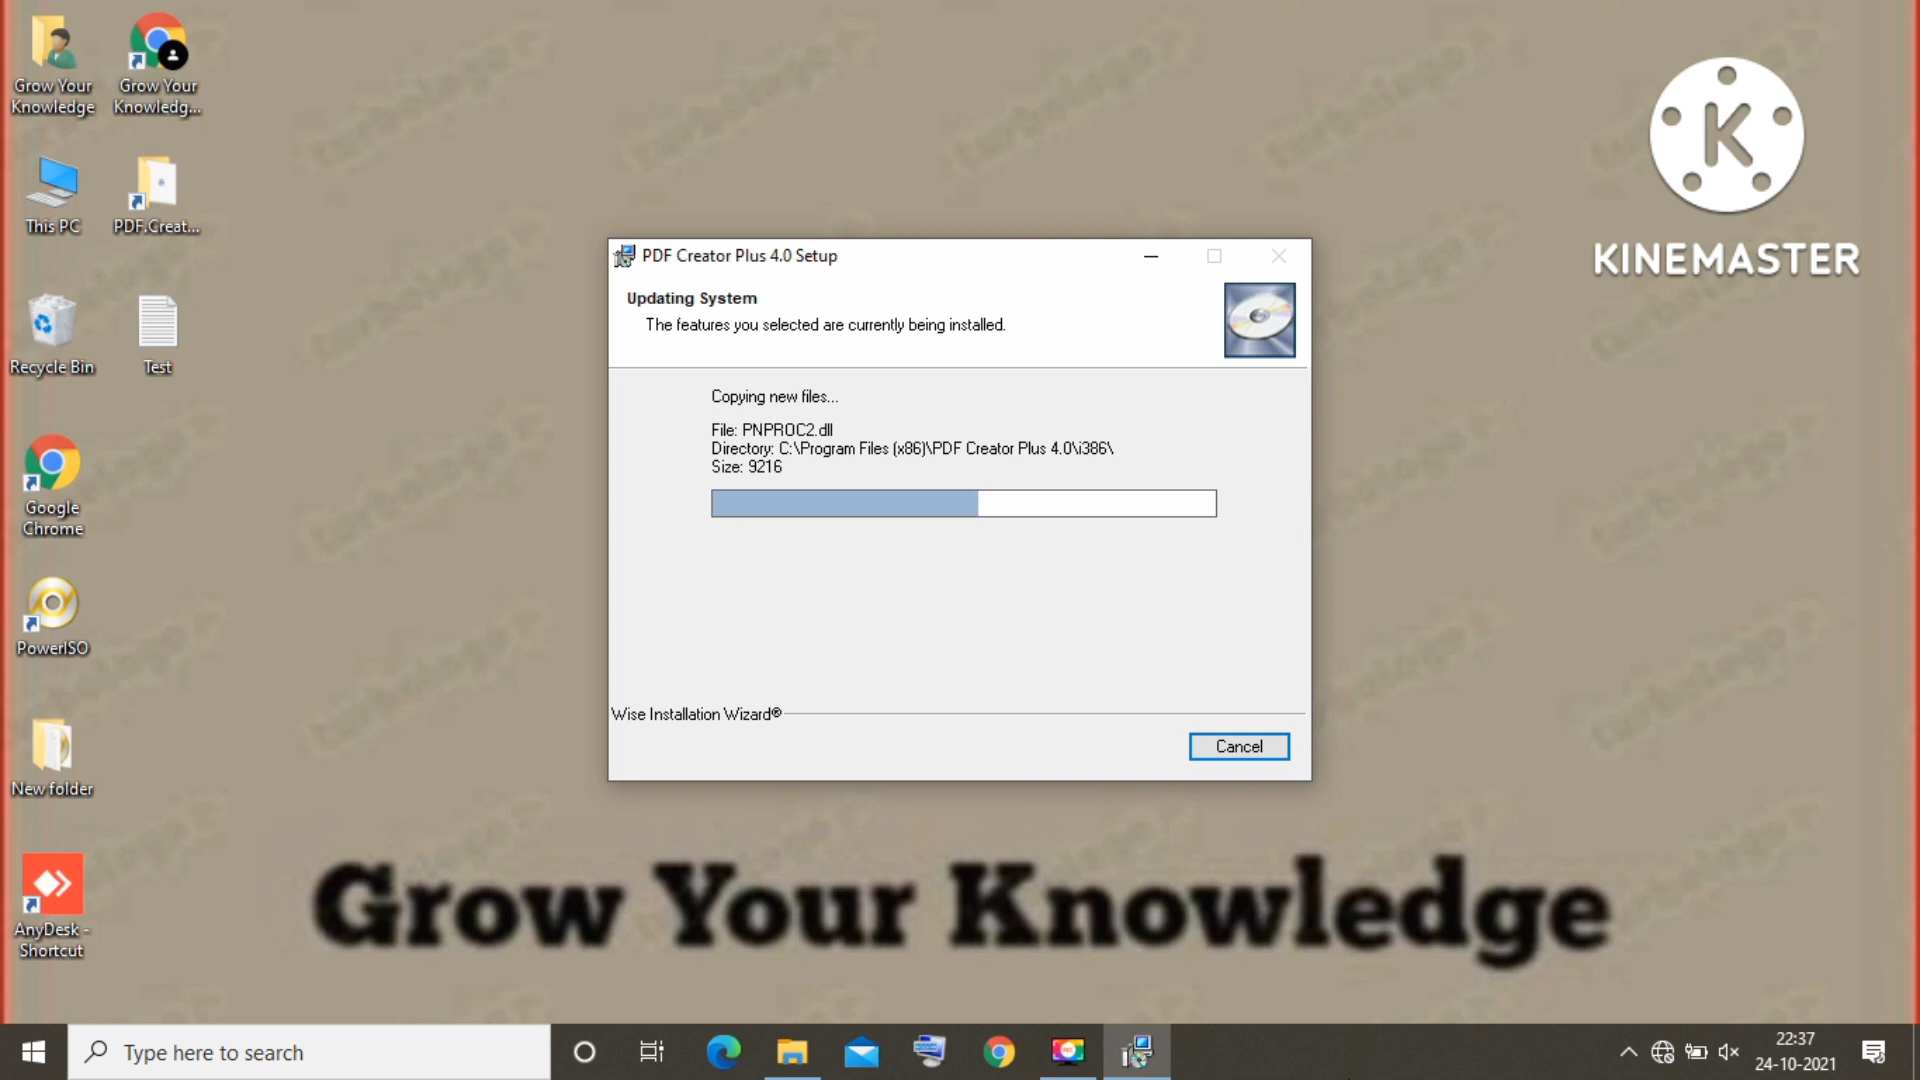 Grow Your
Knowledge
Grow Your
Knowledg...
This PC
PDF.Creat...
Recycle Bin
Test
Google
Chrome
PowerISO
New folder
AnyDesk -
Shortcut
K
KINEMASTER
PDF Creator Plus 4.0 Setup
Updating System
The features you selected are currently being installed.
Copying new files...
File: PNPROC2.dll
Directory: C:\Program Files (x86)\PDF Creator Plus 4.0\i386\
Size: 9216
Wise Installation Wizard®
Cancel
Grow Your Knowledge
Type here to search
22:37
24-10-2021